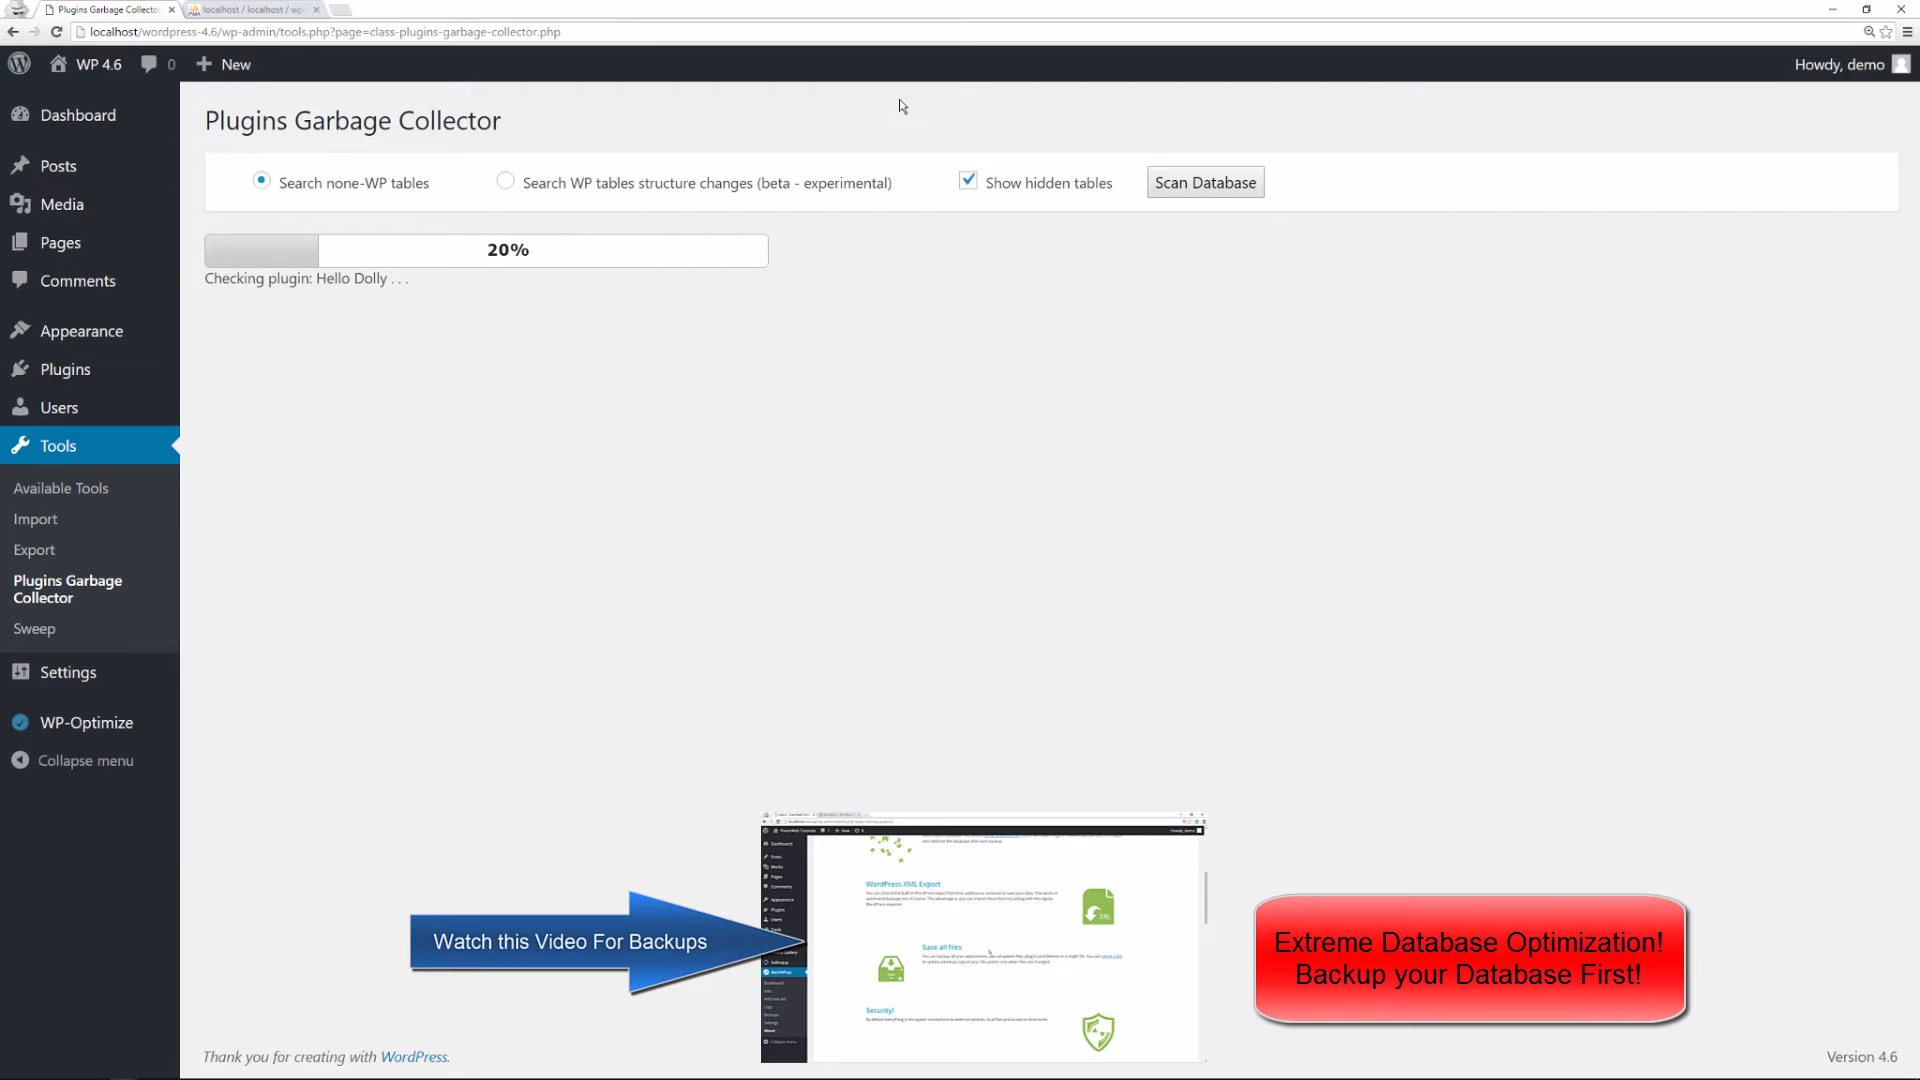 Plugins Garbage Collector
localhost / localhost / wp-
localhost/wordpress-4.6/wp-admin/tools.php?page=class-plugins-garbage-collector.php
WP 4.6
0
New
Howdy, demo
Dashboard
Posts
Media
Pages
Comments
Appearance
Plugins
Users
Tools
Available Tools
Import
Export
Plugins Garbage
Collector
Sweep
Settings
WP-Optimize
Collapse menu
Plugins Garbage Collector
Search none-WP tables
Search WP tables structure changes (beta - experimental)
Show hidden tables
Scan Database
20%
Checking plugin: Hello Dolly . . .
Watch this Video For Backups
WordPress XML Export
XML
Save all files
Security!
Extreme Database Optimization!
Backup your Database First!
Thank you for creating with WordPress.
Version 4.6